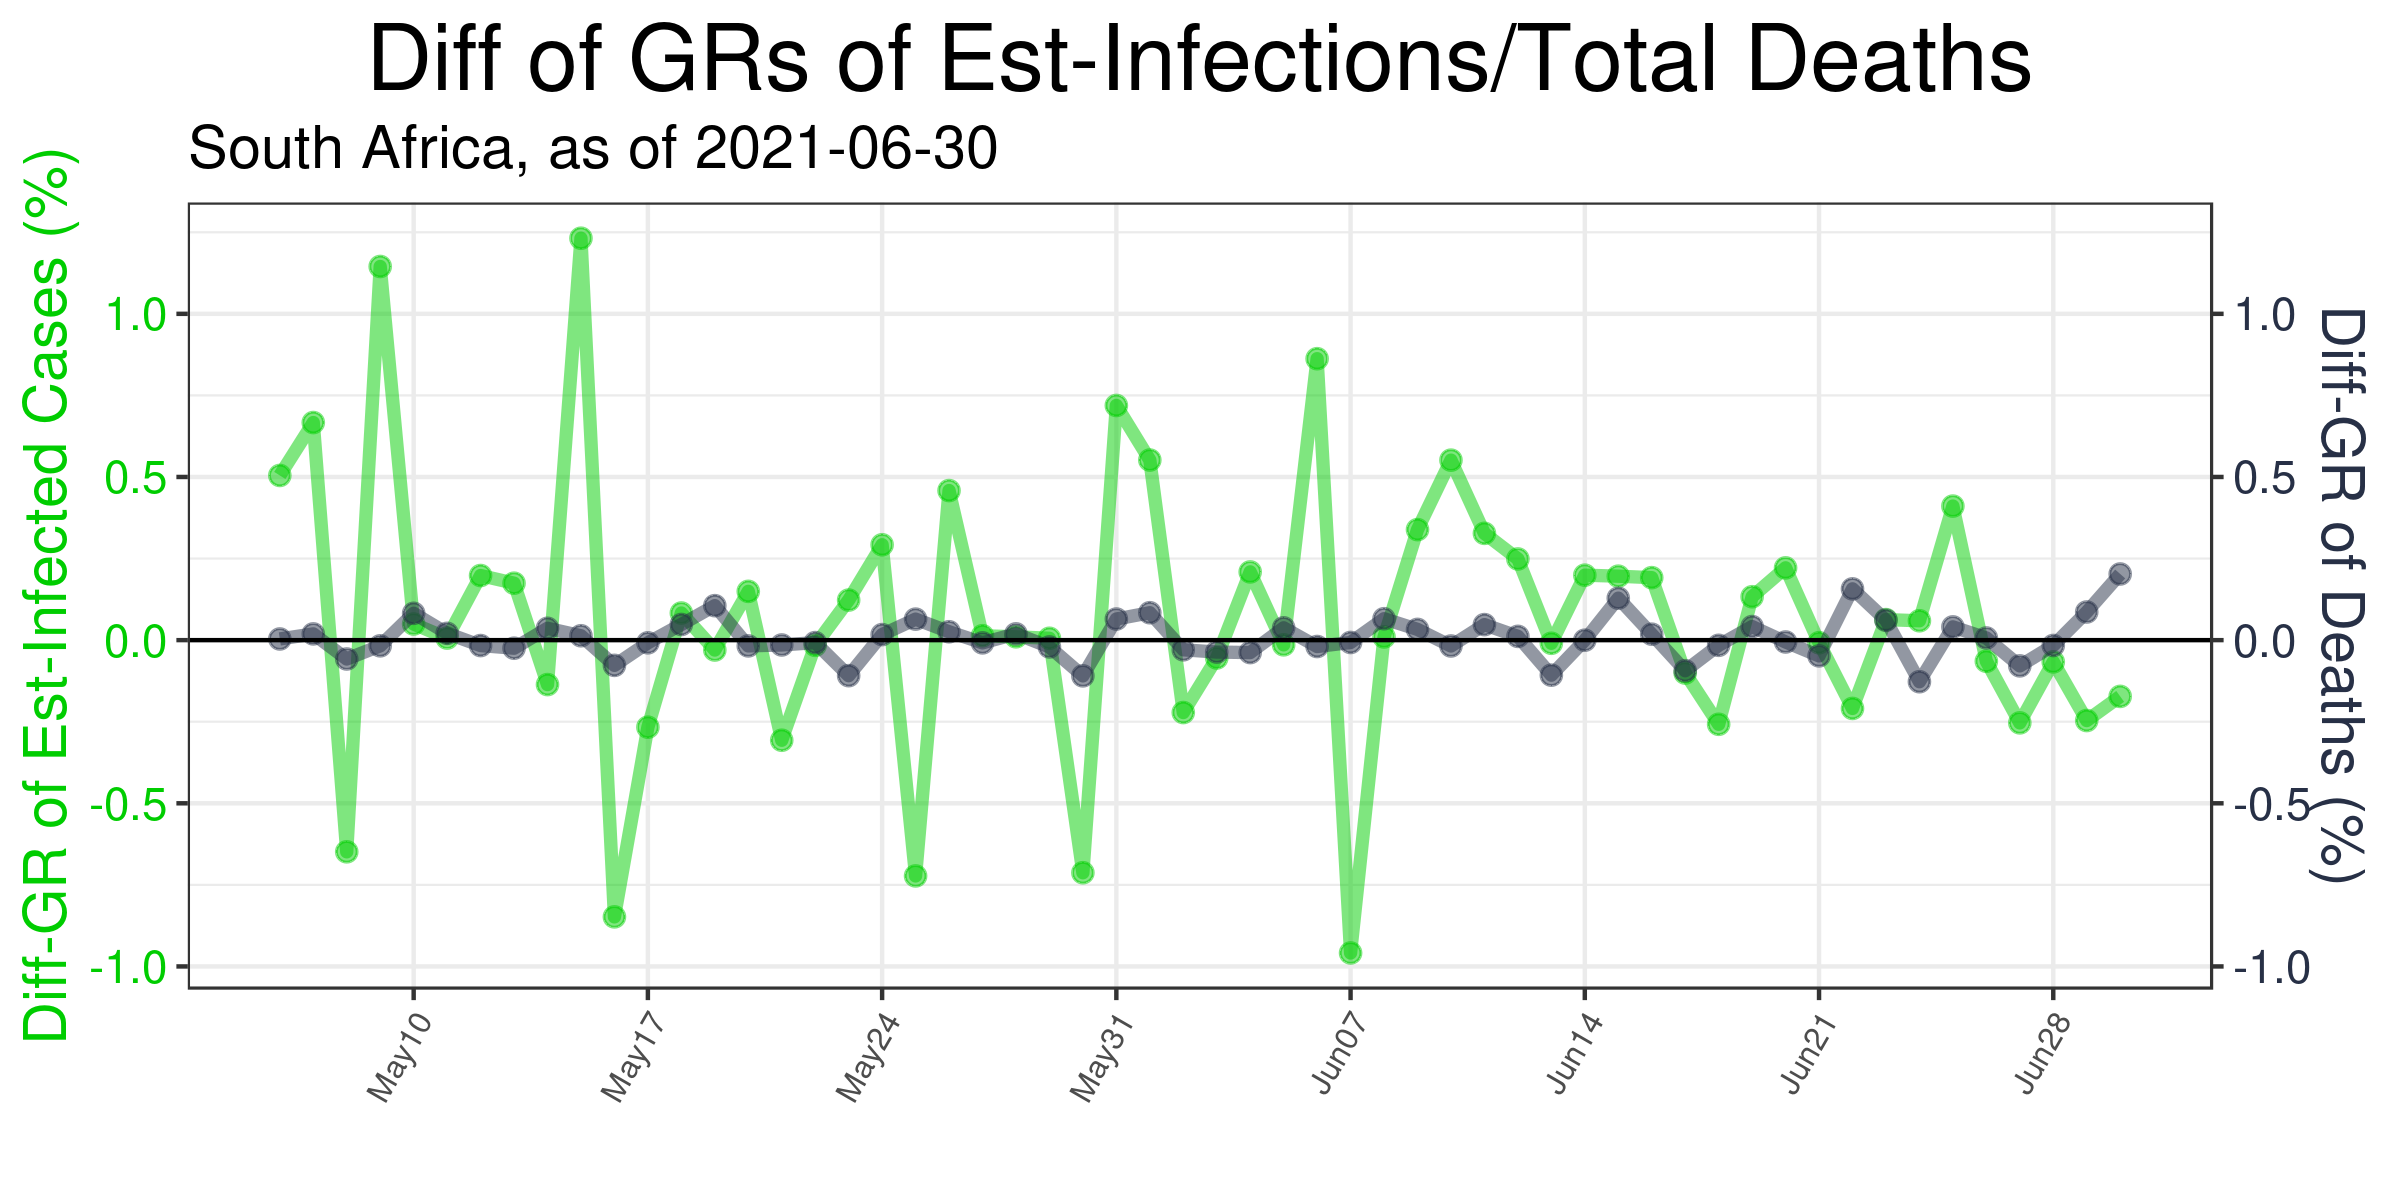 Diff of GRs of Est-Infections/Total Deaths
South Africa, as of 2021-06-30
Diff-GR of Est-Infected Cases (%)
1.0
0.5
0.0
-0.5
-1.0
1.0
0.5
0.0
-0.5
-1.0
Diff-GR of Deaths (%)
May10
May17
May24
May31
Jun07
Jun14
Jun21
Jun28